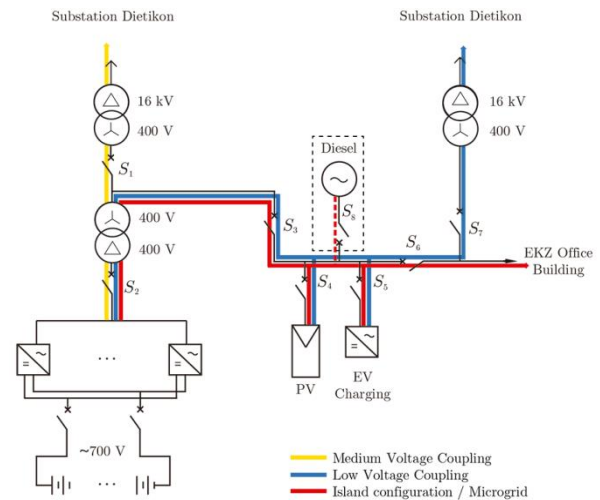 Substation Dietikon
Substation Dietikon
16 kV
400 V
16 kV
400 V
Diesel
S1
S8
400 V
400 V
S3
S6
S7
EKZ Office
Building
S2
S4
S5
PV
EV
Charging
~700 V
Medium Voltage Coupling
Low Voltage Coupling
Island configuration / Microgrid